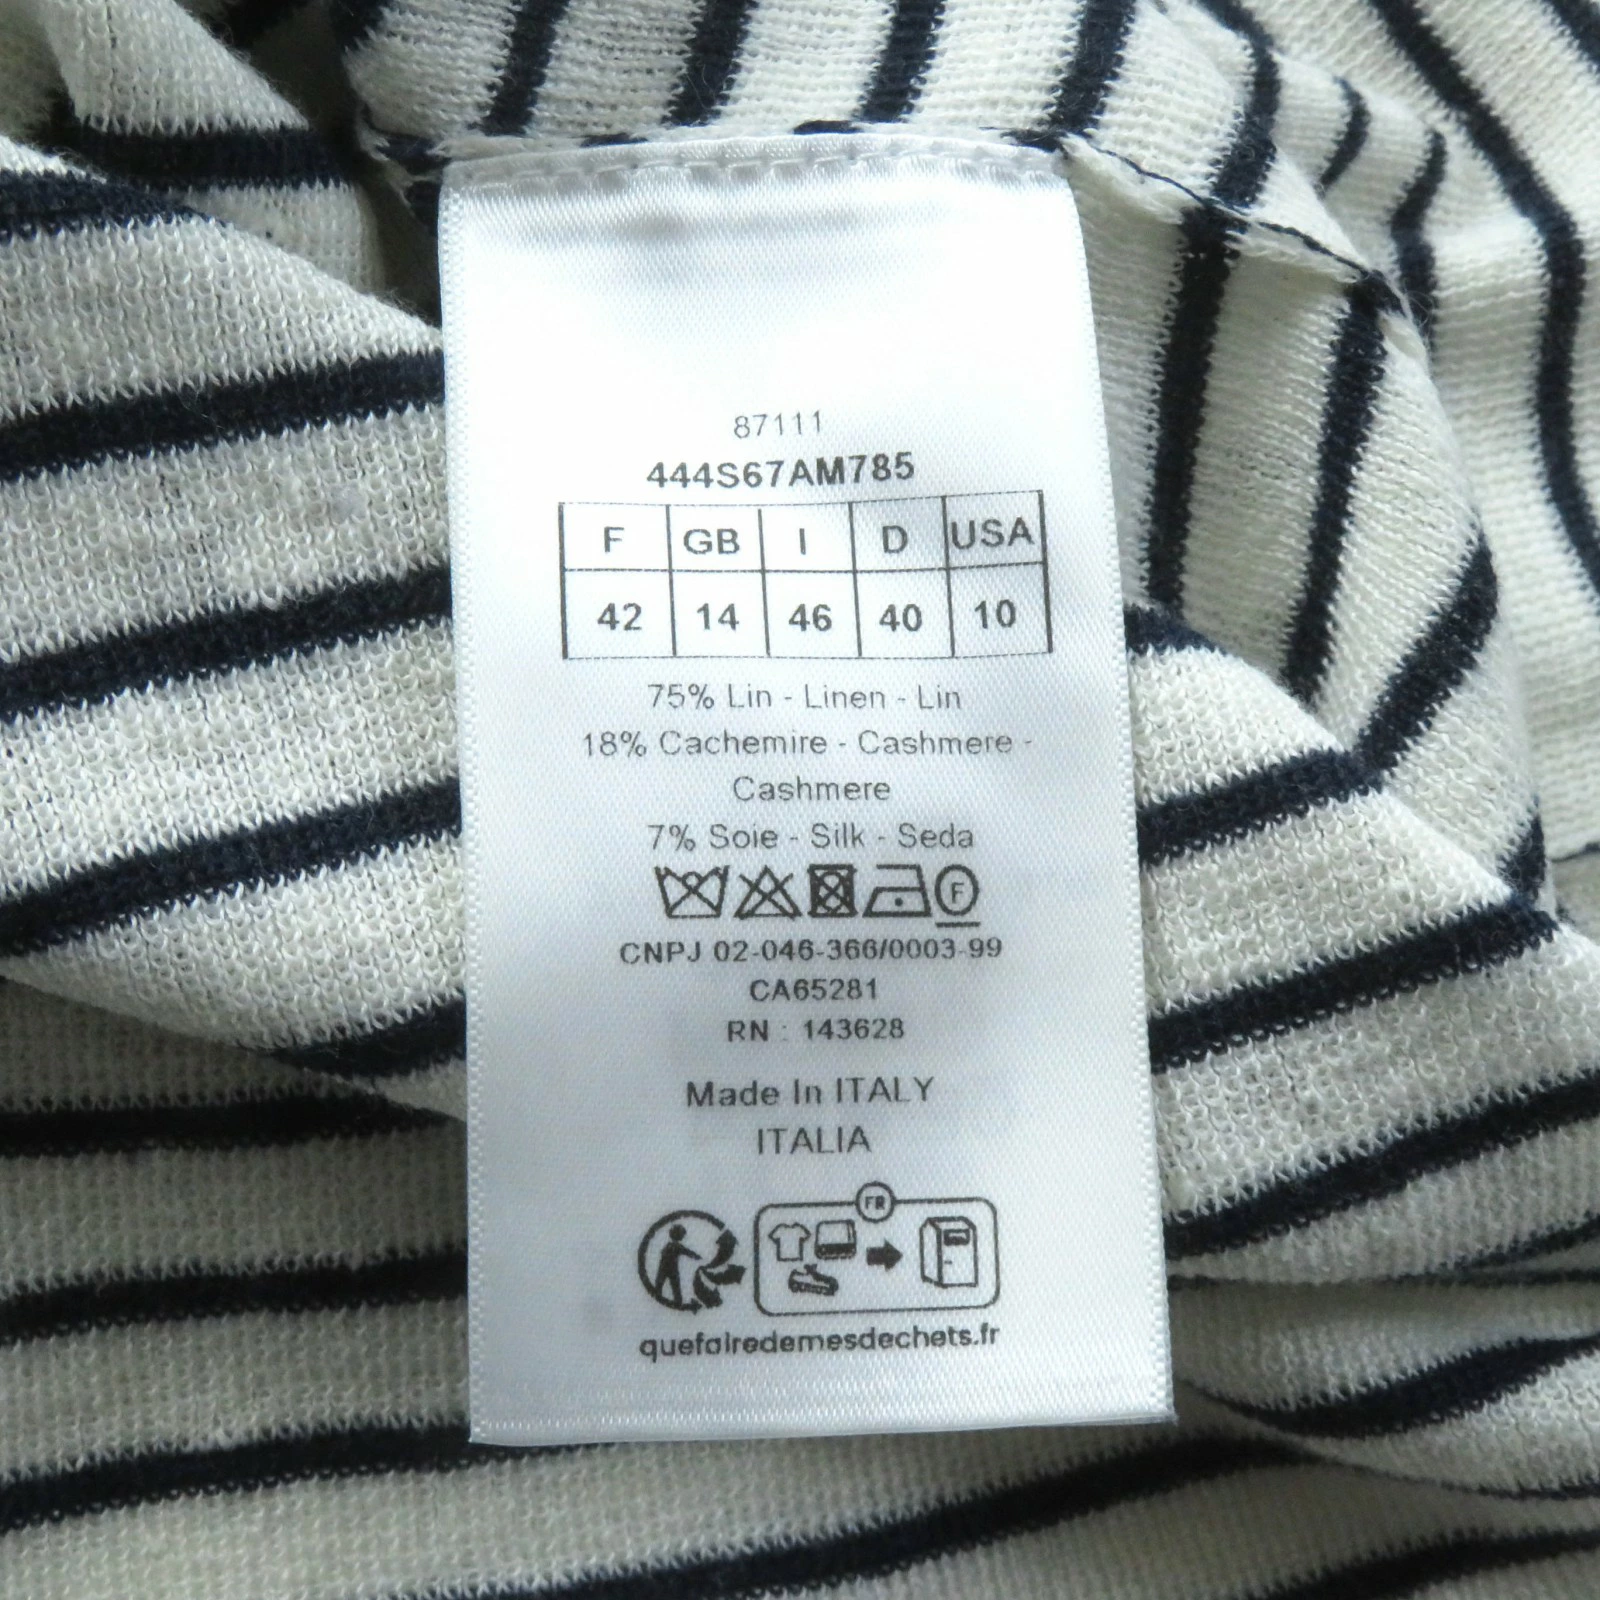 87111
444S67AM785
F GB I D USA
42 14 46 40 10
75% Lin - Linen - Lin
18% Cachemire - Cashmere -
Cashmere
7% Soie - Silk - Seda
F
CNPJ 02-046-366/0003-99
CA65281
RN : 143628
Made In ITALY
ITALIA
FR
quefairedemesdechets.fr